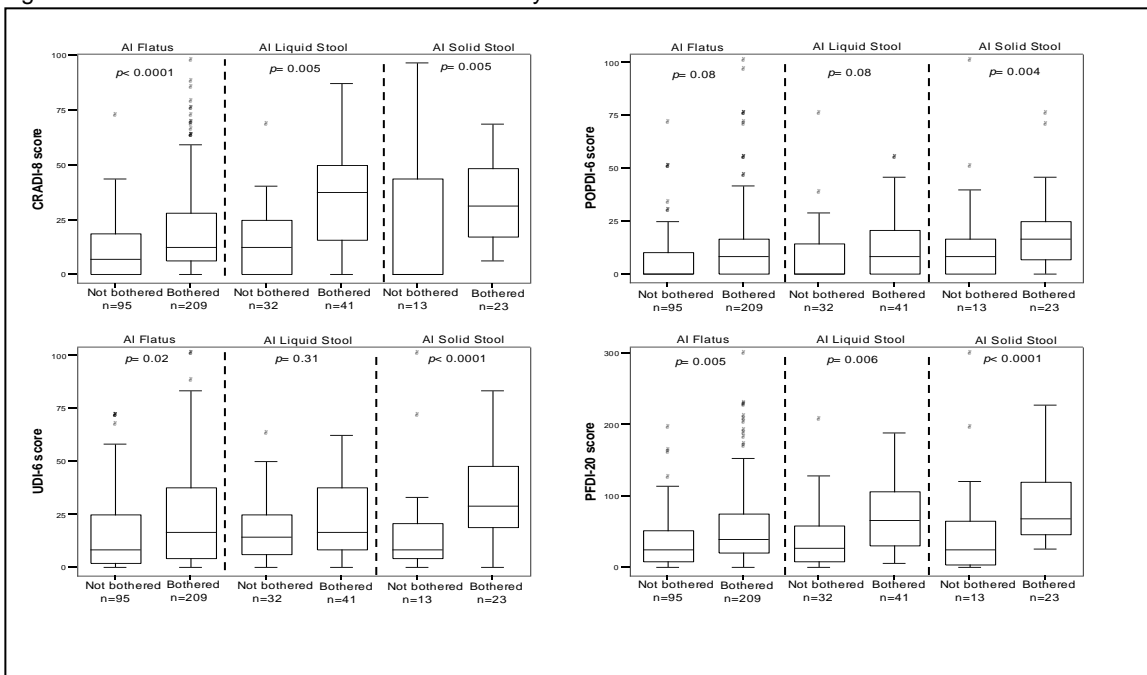 AI Flatus AI Liquid Stool AI Solid Stool
p< 0.0001 p= 0.005 p= 0.005
CRADI-8 score
100
75
50
25
0
Not bothered Bothered Not bothered Bothered Not bothered Bothered
n=95 n=209 n=32 n=41 n=13 n=23
AI Flatus AI Liquid Stool AI Solid Stool
p= 0.08 p= 0.08 p= 0.004
POPDI-6 score
100
75
50
25
0
Not bothered Bothered Not bothered Bothered Not bothered Bothered
n=95 n=209 n=32 n=41 n=13 n=23
AI Flatus AI Liquid Stool AI Solid Stool
p= 0.02 p= 0.31 p< 0.0001
UDI-6 score
100
75
50
25
0
Not bothered Bothered Not bothered Bothered Not bothered Bothered
n=95 n=209 n=32 n=41 n=13 n=23
AI Flatus AI Liquid Stool AI Solid Stool
p= 0.005 p= 0.006 p< 0.0001
PFDI-20 score
300
200
100
0
Not bothered Bothered Not bothered Bothered Not bothered Bothered
n=95 n=209 n=32 n=41 n=13 n=23